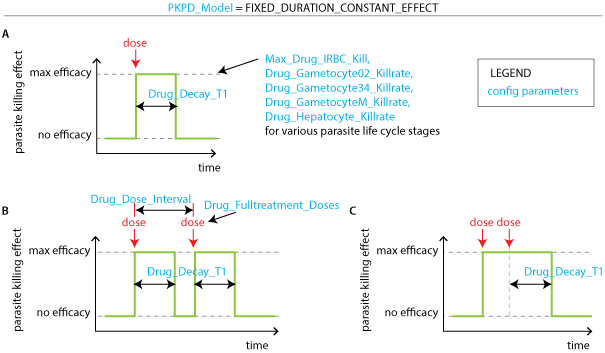 PKPD_Model = FIXED_DURATION_CONSTANT_EFFECT
A
dose
parasite killing effect
max efficacy
Drug_Decay_T1
no efficacy
time
Max_Drug_IRBC_Kill,
Drug_Gametocyte02_Killrate,
Drug_Gametocyte34_Killrate,
Drug_GametocyteM_Killrate,
Drug_Hepatocyte_Killrate
for various parasite life cycle stages
LEGEND
config parameters
B
Drug_Dose_Interval
Drug_Fulltreatment_Doses
dose
dose
parasite killing effect
max efficacy
Drug_Decay_T1
no efficacy
time
C
dose dose
parasite killing effect
max efficacy
Drug_Decay_T1
no efficacy
time